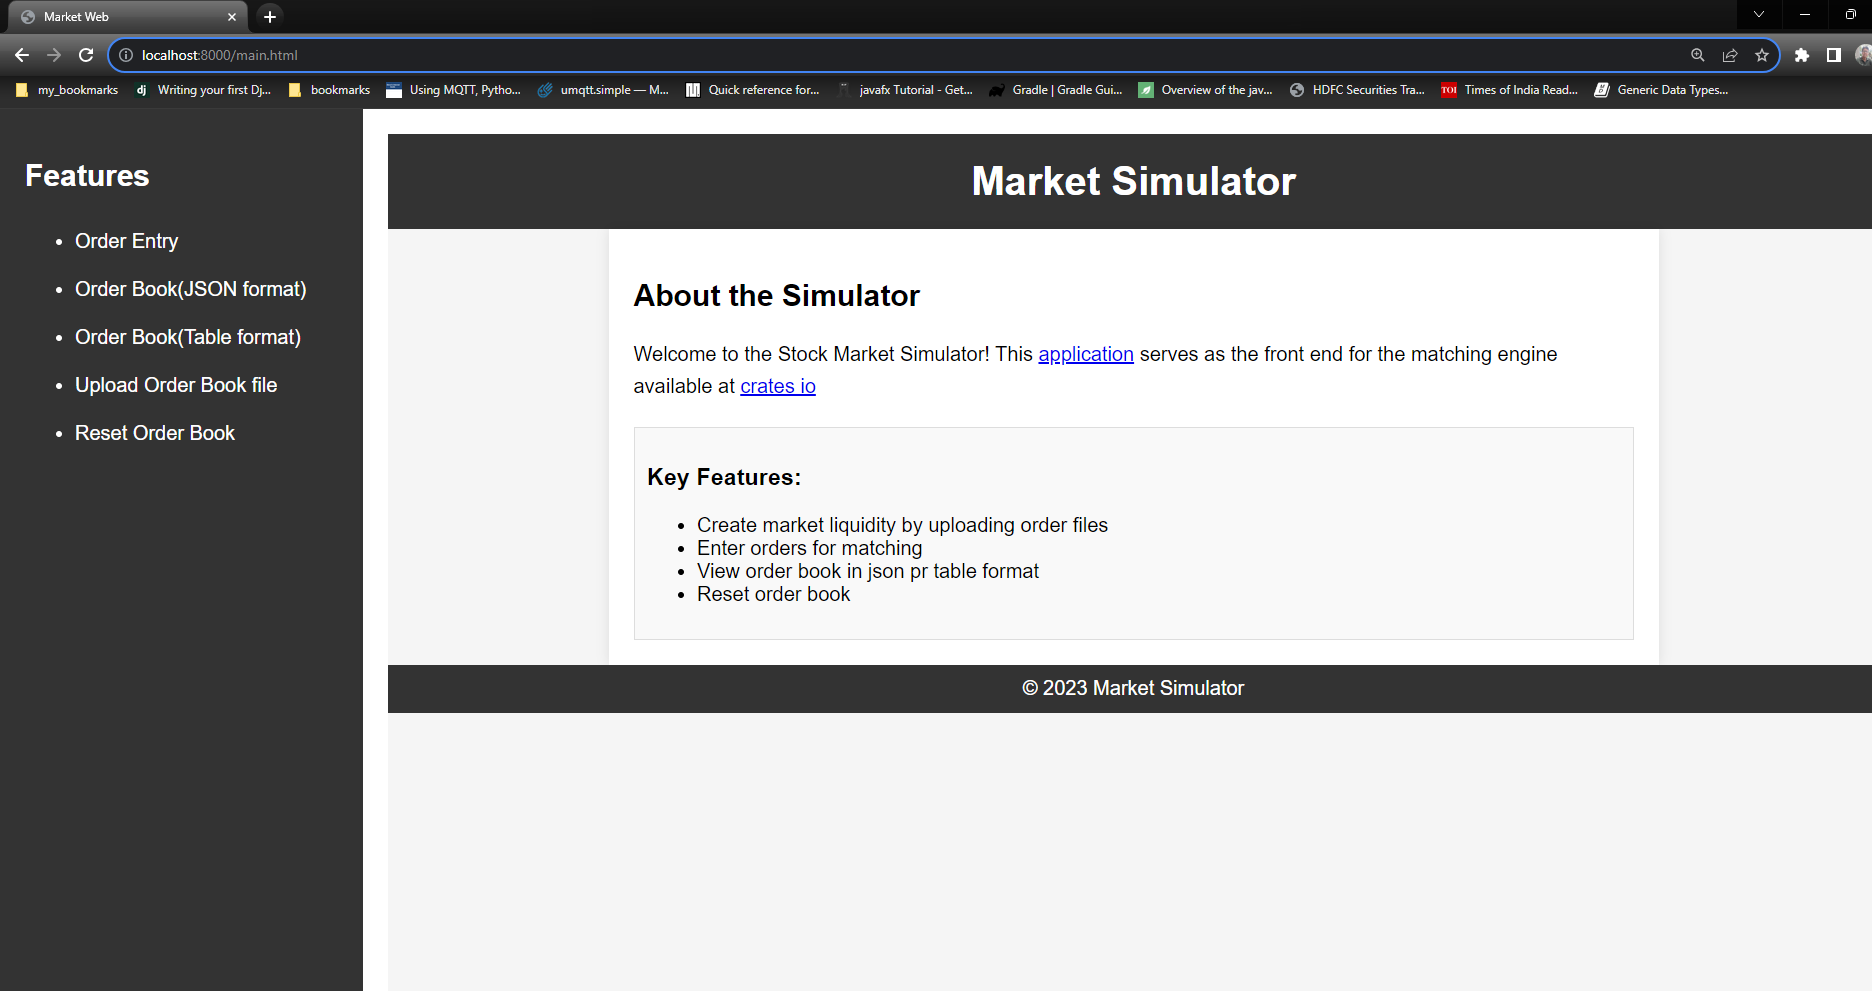 Market Web
localhost:8000/main.html
my_bookmarks dj Writing your first Dj... bookmarks Using MQTT, Pytho... umqtt.simple — M... Quick reference for... javafx Tutorial - Get... Gradle | Gradle Gui... Overview of the jav... HDFC Securities Tra... TOI Times of India Read... Generic Data Types...
Features
• Order Entry
• Order Book(JSON format)
• Order Book(Table format)
• Upload Order Book file
• Reset Order Book
Market Simulator
About the Simulator
Welcome to the Stock Market Simulator! This application serves as the front end for the matching engine
available at crates io
Key Features:
• Create market liquidity by uploading order files
• Enter orders for matching
• View order book in json pr table format
• Reset order book
© 2023 Market Simulator